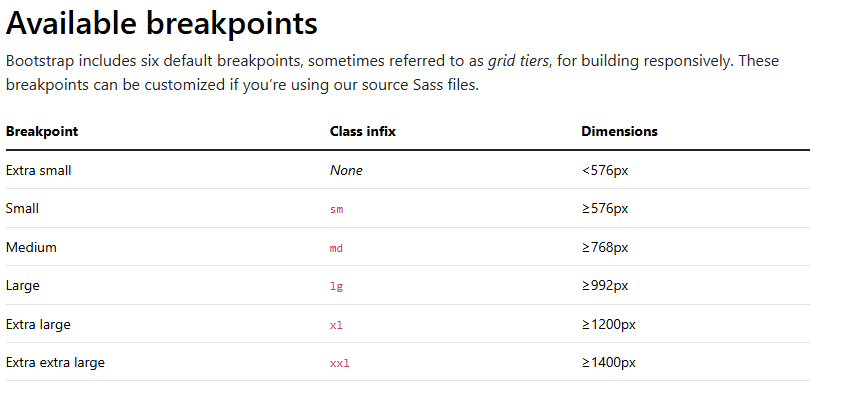 Available breakpoints
Bootstrap includes six default breakpoints, sometimes referred to as grid tiers, for building responsively. These
breakpoints can be customized if you’re using our source Sass files.
Breakpoint Class infix Dimensions
Extra small None <576px
Small sm ≥576px
Medium md ≥768px
Large lg ≥992px
Extra large xl ≥1200px
Extra extra large xxl ≥1400px